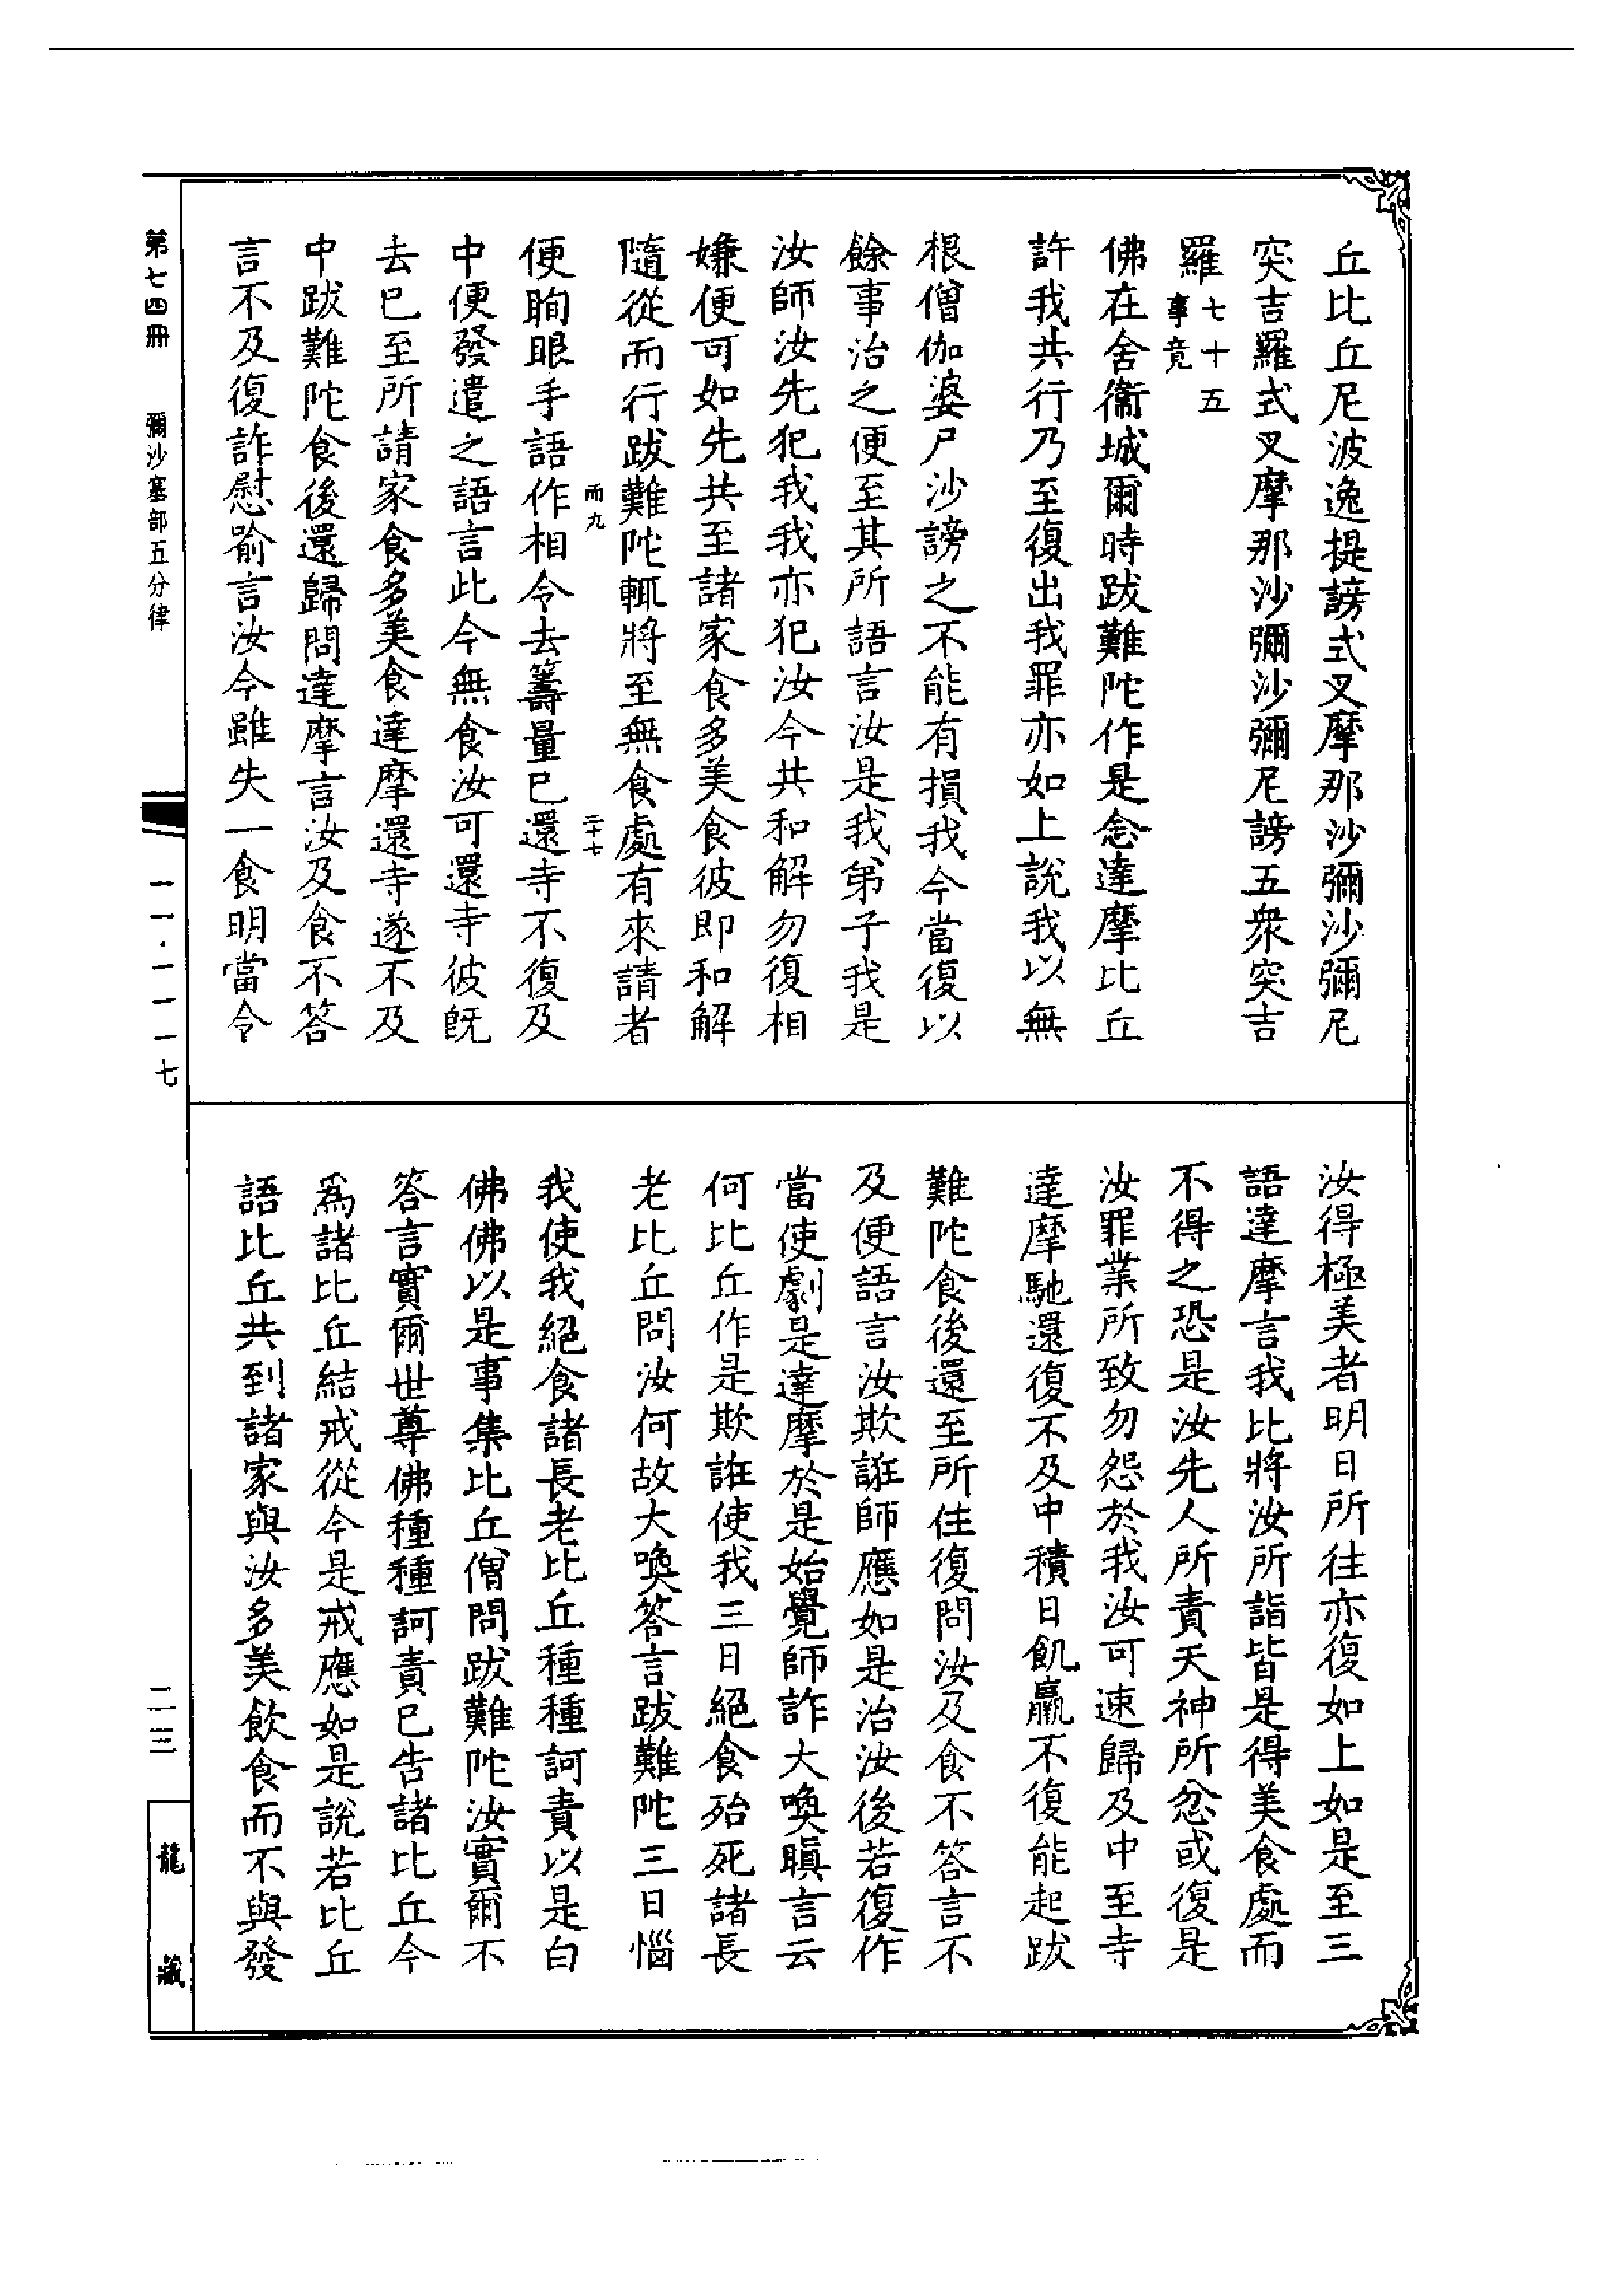 丘比丘尼波逸提謗式叉摩那沙彌沙彌尼
突吉羅式叉摩那沙彌沙彌尼謗五衆突吉
羅七十五事竟
佛在舍衞城爾時跋難陀作是念達摩比丘
許我共行乃至復出我罪亦如上說我以無
根僧伽婆尸沙謗之不能有損我今當復以
餘事治之便至其所語言汝是我弟子我是
汝師汝先犯我我亦犯汝今共和解勿復相
嫌便可如先共至諸家食多美食彼即和解
隨從而行跋難陀輒將至無食處有來請者
而九
二十七
便眴眼手語作相令去籌量已還寺不復及
中便發遣之語言此今無食汝可還寺彼旣
去已至所請家食多美食達摩還寺遂不及
中跋難陀食後還歸問達摩言汝及食不答
言不及復詐慰喻言汝今雖失一食明當令
汝得極美者明日所往亦復如上如是至三
語達摩言我比將汝所詣皆是得美食處而
不得之恐是汝先人所責天神所忿或復是
汝罪業所致勿怨於我汝可速歸及中至寺
達摩馳還復不及中積日飢羸不復能起跋
難陀食後還至所住復問汝及食不答言不
及便語言汝欺誑師應如是治汝後若復作
當使劇是達摩於是始覺師詐大喚瞋言云
何比丘作是欺誑使我三日絕食殆死諸長
老比丘問汝何故大喚答言跋難陀三日惱
我使我絕食諸長老比丘種種訶責以是白
佛佛以是事集比丘僧問跋難陀汝實爾不
答言實爾世尊佛種種訶責已告諸比丘今
爲諸比丘結戒從今是戒應如是說若比丘
語比丘共到諸家與汝多美飲食而不與發
第七四冊 彌沙塞部五分律
一一·一一一七
二三
龍藏